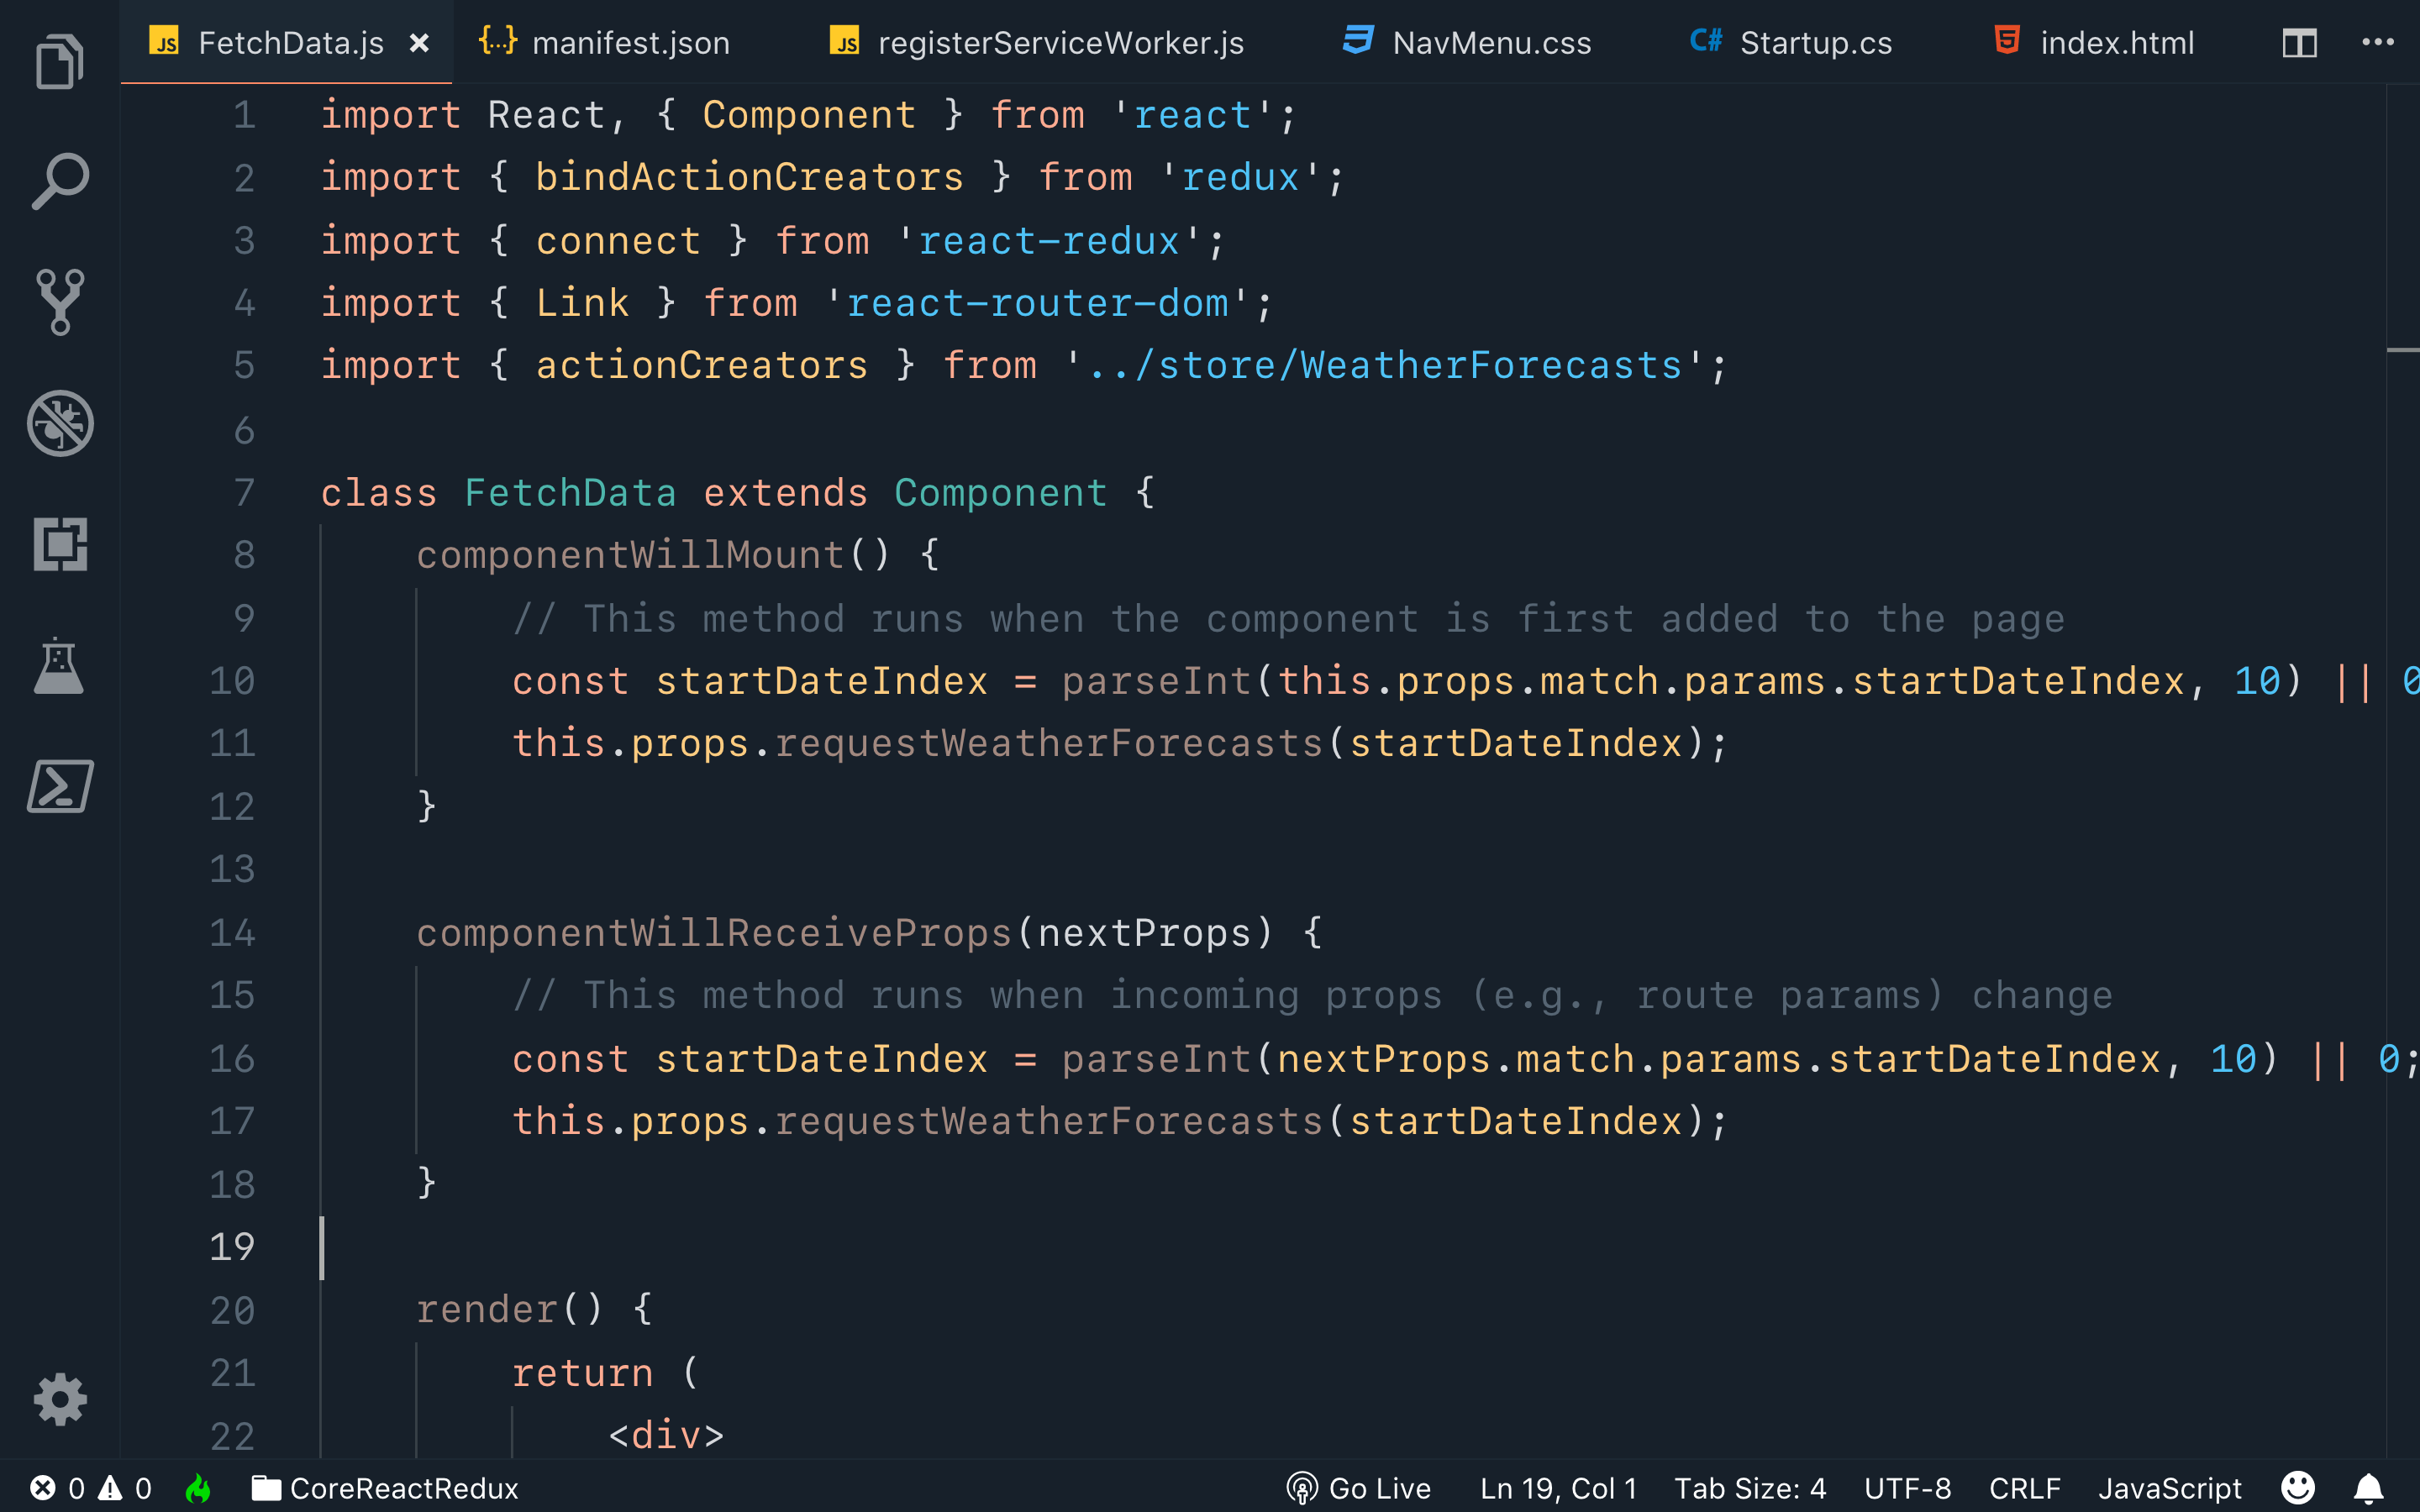 FetchData.js × manifest.json registerServiceWorker.js NavMenu.css C# Startup.cs index.html
1 import React, { Component } from 'react';
2 import { bindActionCreators } from 'redux';
3 import { connect } from 'react-redux';
4 import { Link } from 'react-router-dom';
5 import { actionCreators } from '../store/WeatherForecasts';
6
7 class FetchData extends Component {
8     componentWillMount() {
9         // This method runs when the component is first added to the page
10         const startDateIndex = parseInt(this.props.match.params.startDateIndex, 10) || 0
11         this.props.requestWeatherForecasts(startDateIndex);
12     }
13
14     componentWillReceiveProps(nextProps) {
15         // This method runs when incoming props (e.g., route params) change
16         const startDateIndex = parseInt(nextProps.match.params.startDateIndex, 10) || 0;
17         this.props.requestWeatherForecasts(startDateIndex);
18     }
19
20     render() {
21         return (
22             <div>
0 0 CoreReactRedux Go Live Ln 19, Col 1 Tab Size: 4 UTF-8 CRLF JavaScript